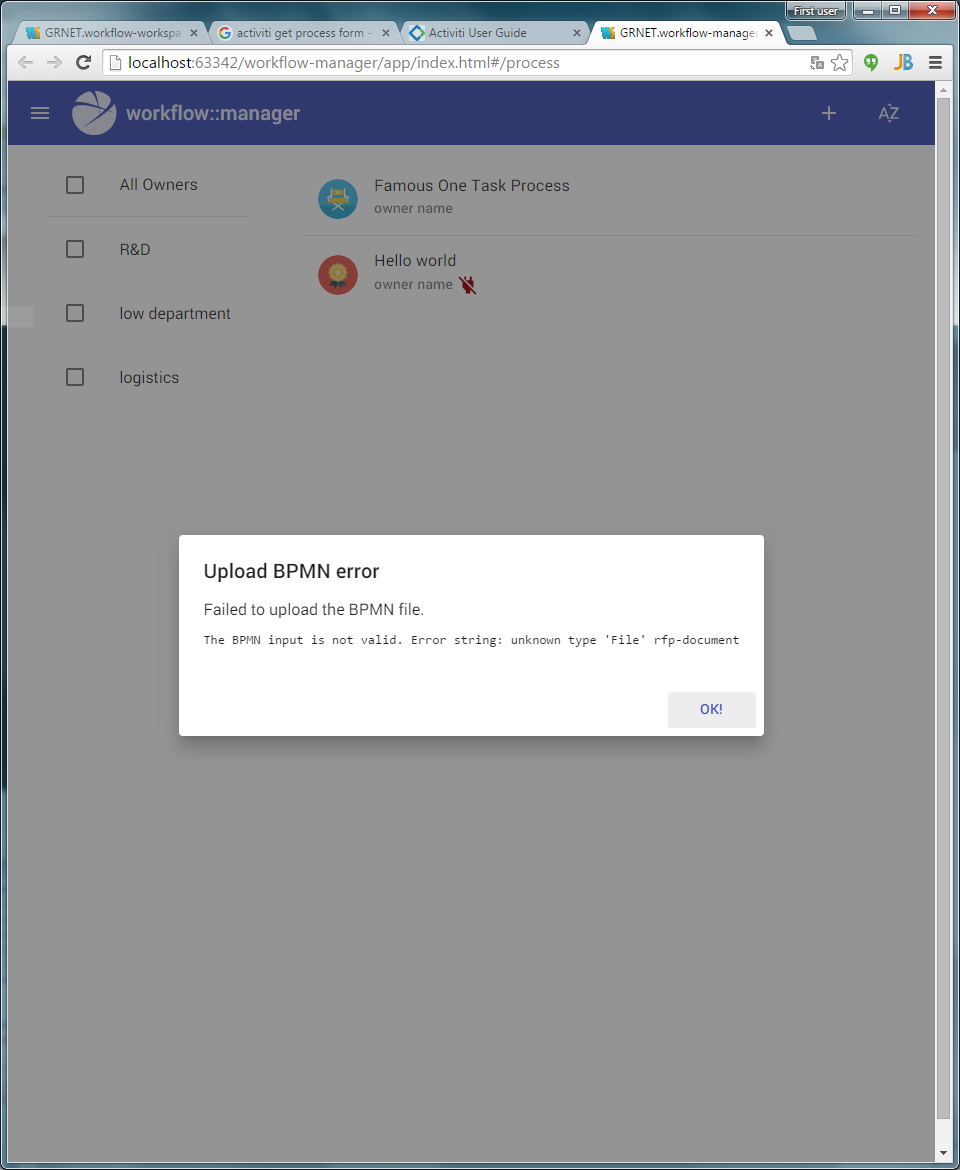 First user
GRNET.workflow-workspa
activiti get process form -
Activiti User Guide
GRNET.workflow-manager
localhost:63342/workflow-manager/app/index.html#/process
JB
workflow::manager
AZ
All Owners
R&D
low department
logistics
Famous One Task Process
owner name
Hello world
owner name
Upload BPMN error
Failed to upload the BPMN file.
The BPMN input is not valid. Error string: unknown type 'File' rfp-document
OK!